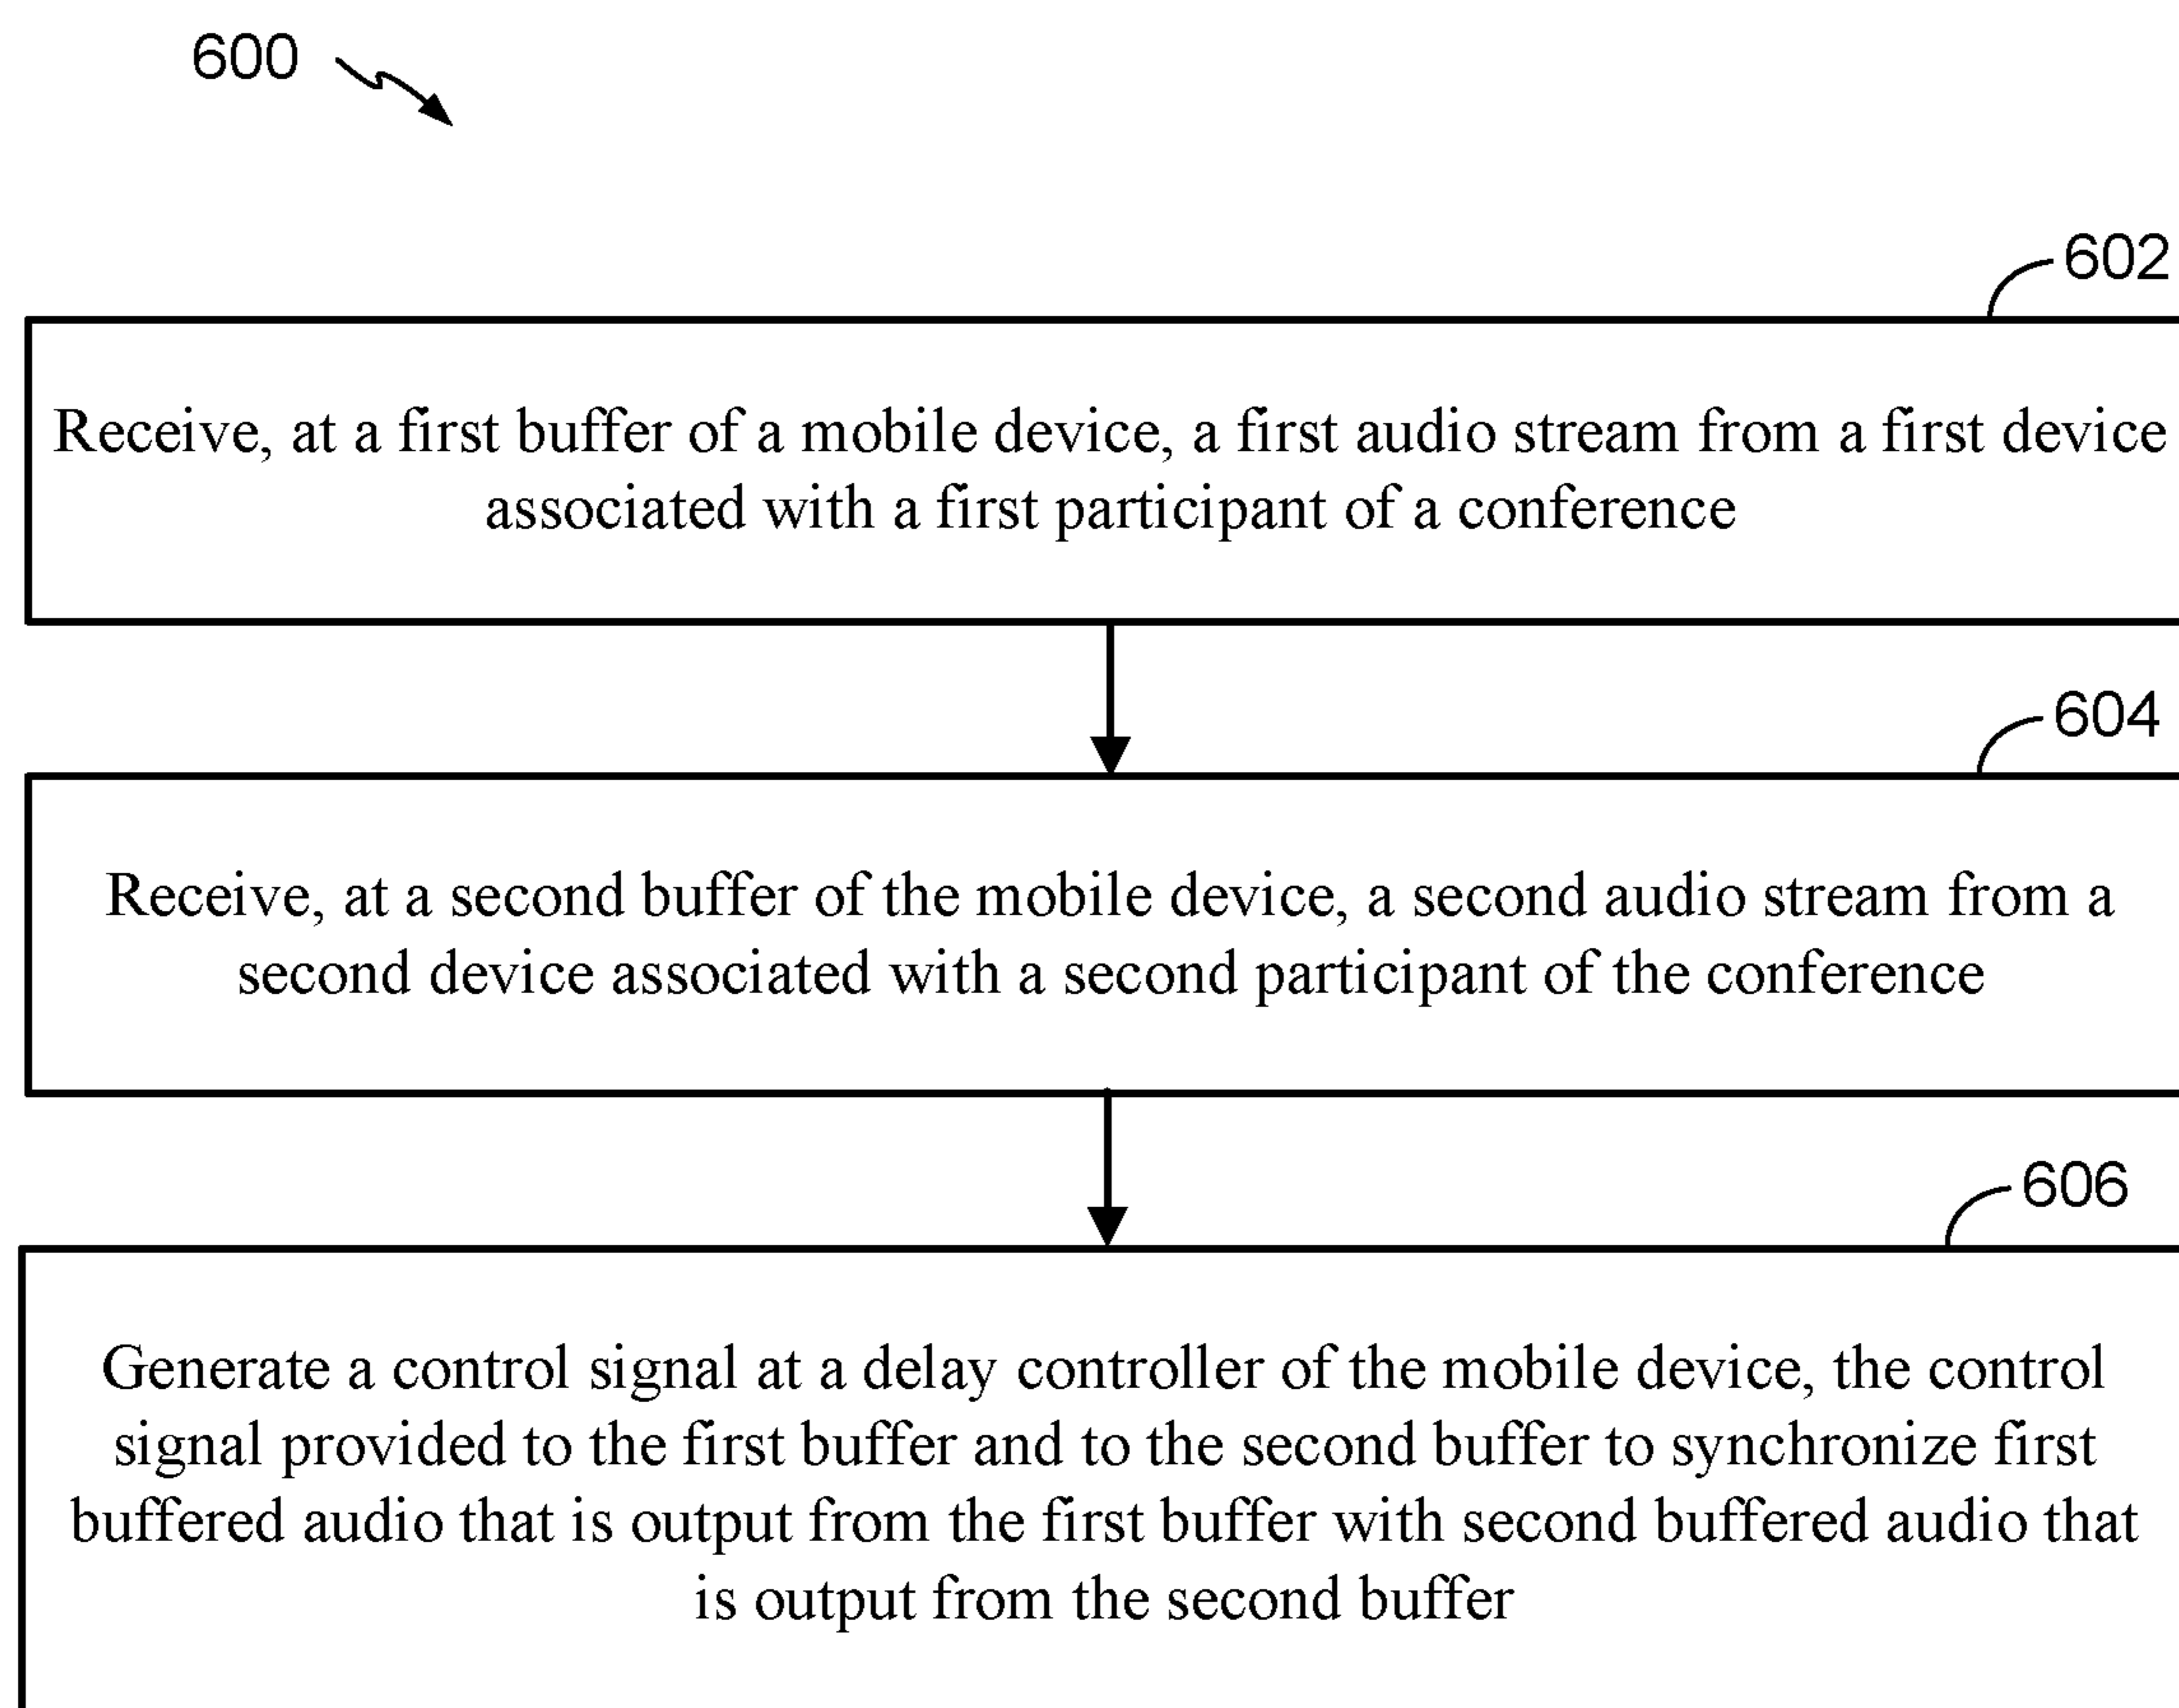 600
602
Receive, at a first buffer of a mobile device, a first audio stream from a first device
associated with a first participant of a conference
604
Receive, at a second buffer of the mobile device, a second audio stream from a
second device associated with a second participant of the conference
606
Generate a control signal at a delay controller of the mobile device, the control
signal provided to the first buffer and to the second buffer to synchronize first
buffered audio that is output from the first buffer with second buffered audio that
is output from the second buffer